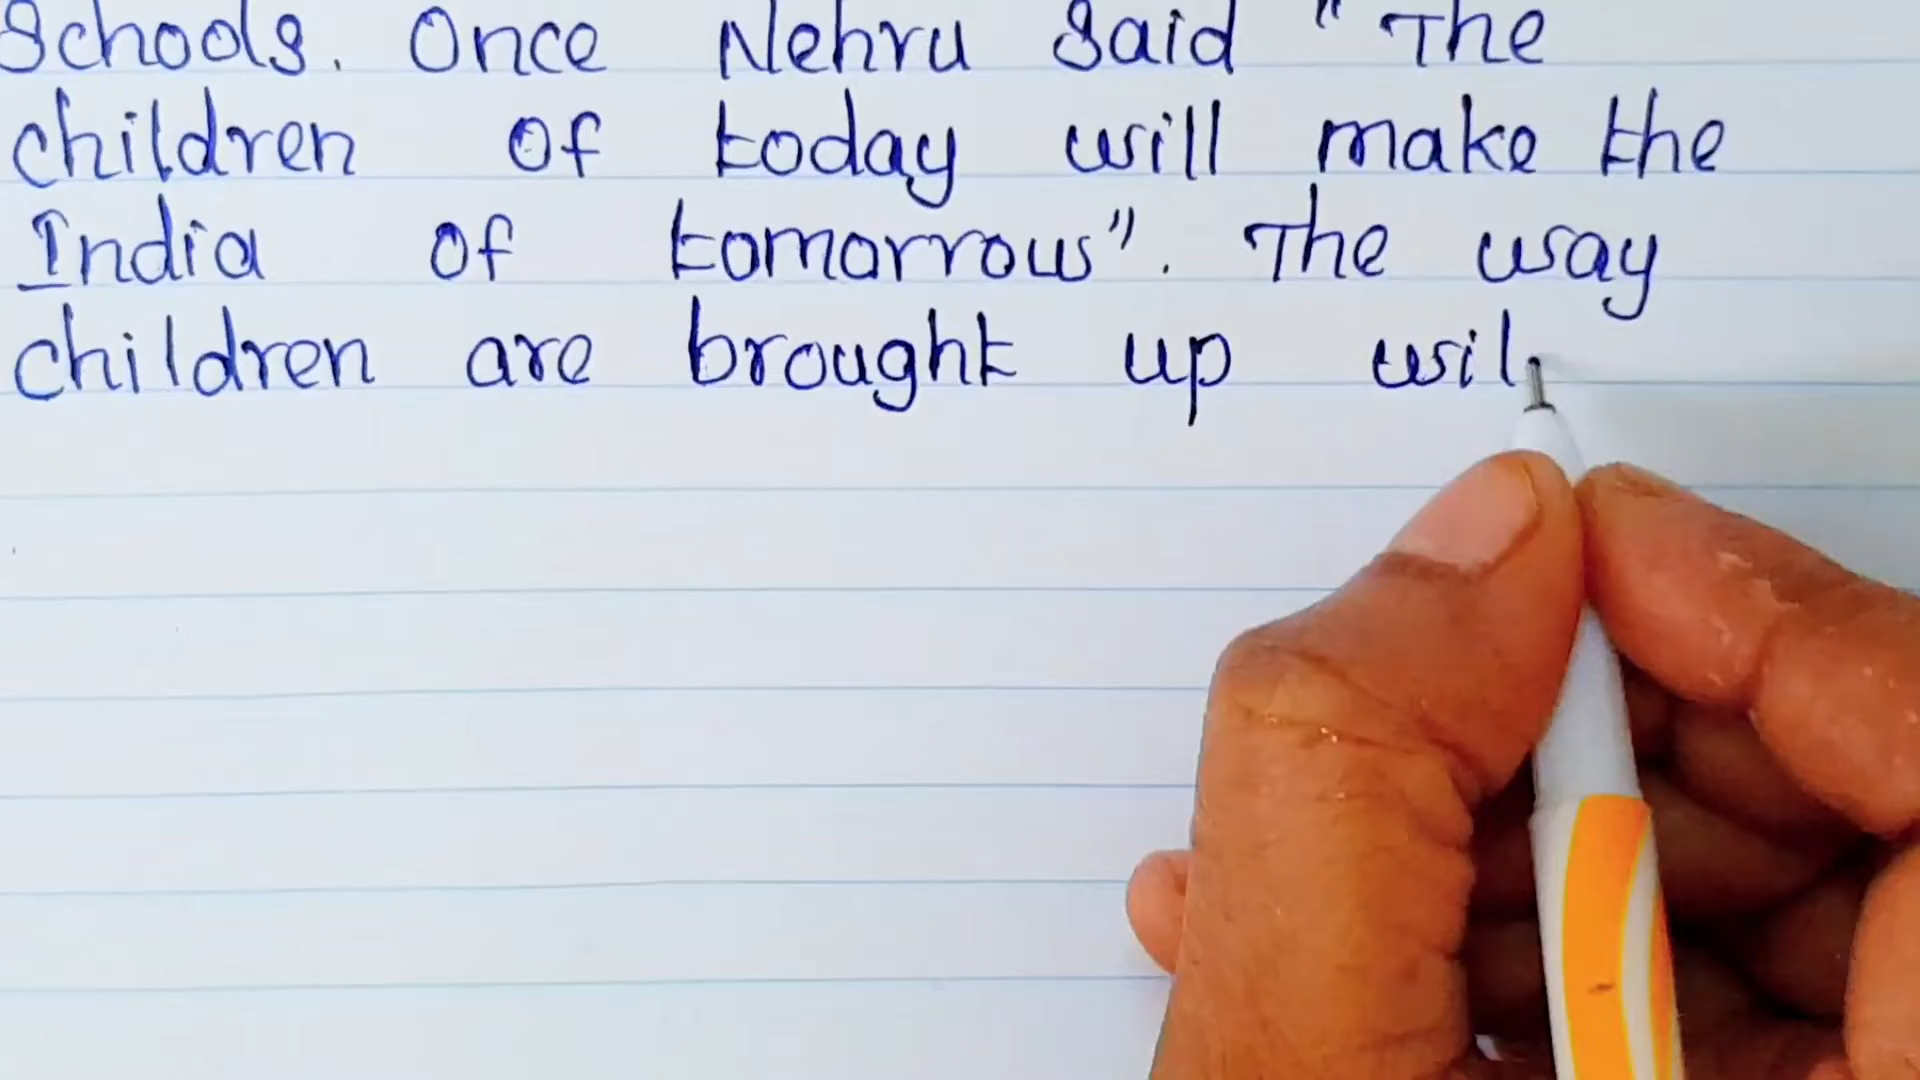 Schools. Once Nehru Said "The
children of today will make the
India of tomorrow". The way
children are brought up wil